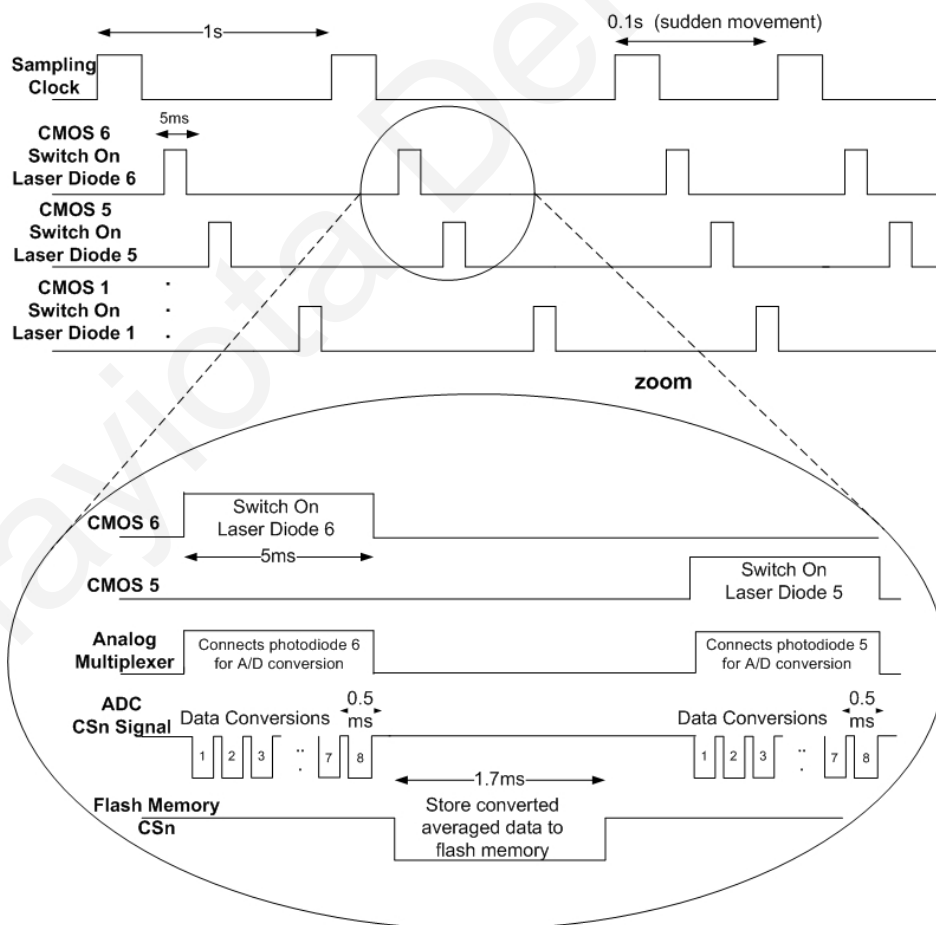 1s
0.1s (sudden movement)
Sampling
Clock
5ms
CMOS 6
Switch On
Laser Diode 6
CMOS 5
Switch On
Laser Diode 5
CMOS 1
Switch On
Laser Diode 1
zoom
CMOS 6
Switch On
Laser Diode 6
5ms
CMOS 5
Switch On
Laser Diode 5
Analog
Multiplexer
Connects photodiode 6
for A/D conversion
Connects photodiode 5
for A/D conversion
ADC
CSn Signal
Data Conversions
0.5
ms
1 2 3 7 8
Data Conversions
0.5
ms
1 2 3 7 8
1.7ms
Flash Memory
CSn
Store converted
averaged data to
flash memory